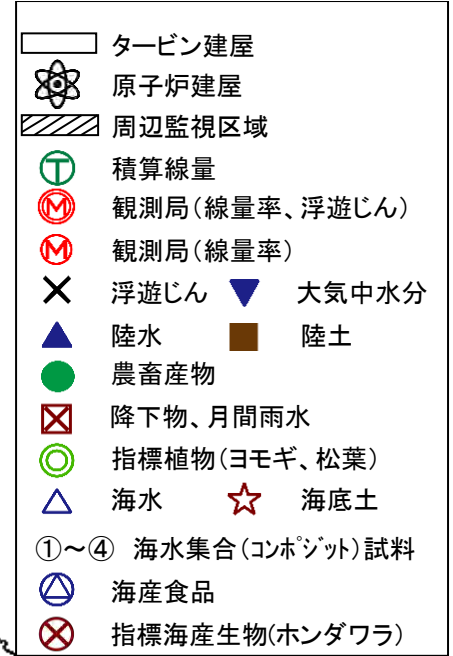 タービン建屋
原子炉建屋
周辺監視区域
Ⓣ 積算線量
Ⓜ 観測局(線量率、浮遊じん)
Ⓜ 観測局(線量率)
浮遊じん 大気中水分
陸水 陸土
農畜産物
降下物、月間雨水
指標植物(ヨモギ、松葉)
海水 海底土
①～④ 海水集合(ｺﾝﾎﾟｼﾞｯﾄ)試料
海産食品
指標海産生物(ホンダワラ)